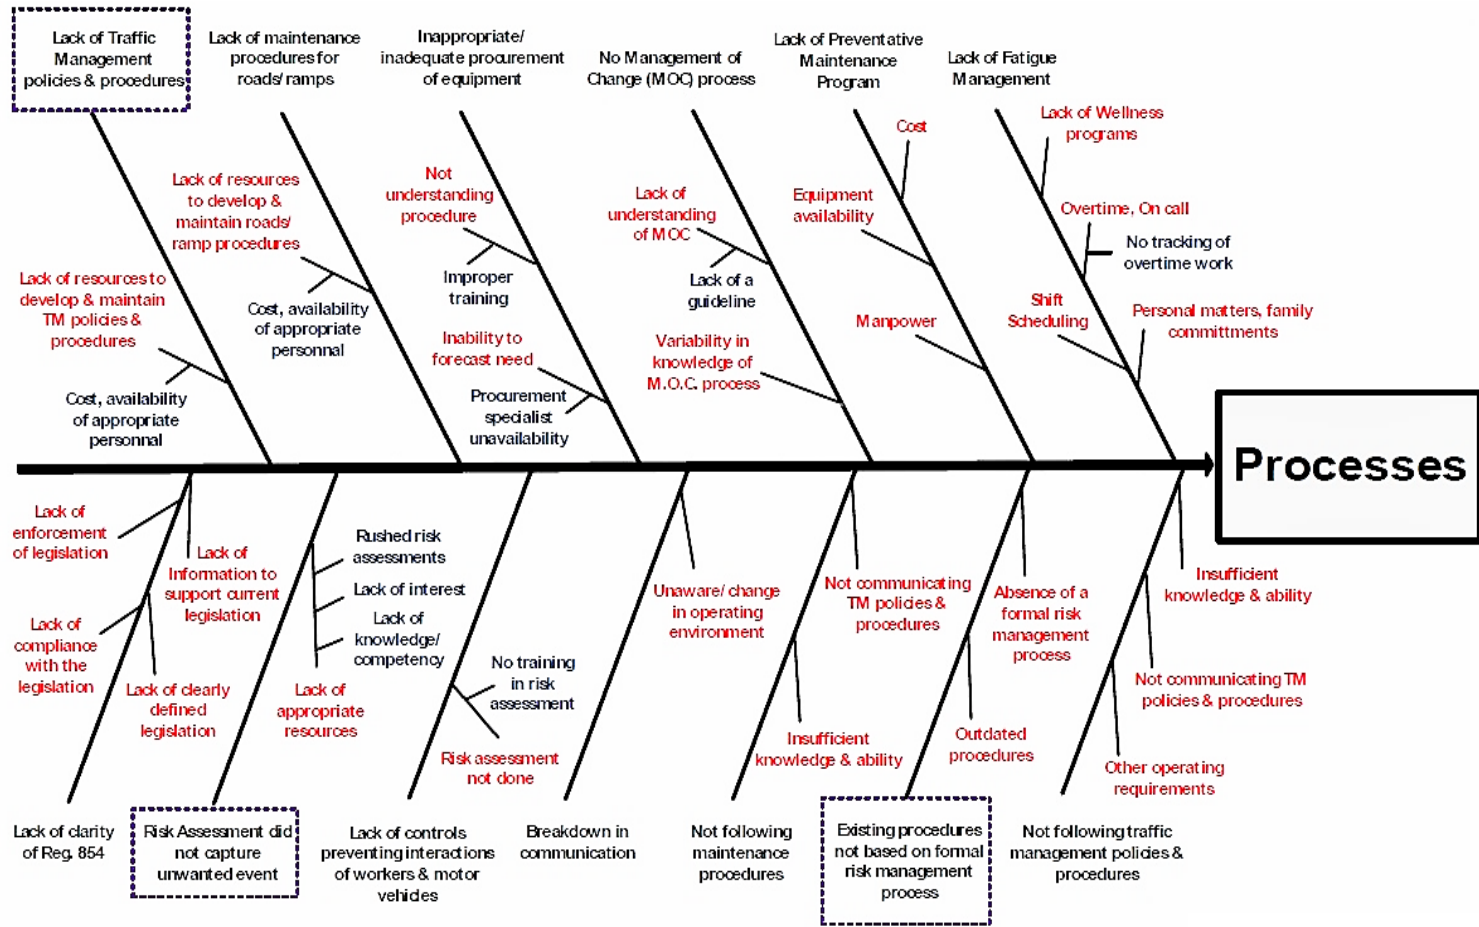 Lack of Traffic
Management
policies & procedures
Lack of maintenance
procedures for
roads/ ramps
Inappropriate/
inadequate procurement
of equipment
No Management of
Change (MOC) process
Lack of Preventative
Maintenance
Program
Lack of Fatigue
Management
Lack of resources to
develop & maintain
TM policies &
procedures
Cost, availability
of appropriate
personnal
Lack of resources
to develop &
maintain roads/
ramp procedures
Cost, availability
of appropriate
personnal
Not
understanding
procedure
Improper
training
Inability to
forecast need
Procurement
specialist
unavailability
Lack of
understanding
of MOC
Lack of a
guideline
Variability in
knowledge of
M.O.C. process
Cost
Equipment
availability
Manpower
Lack of Wellness
programs
Overtime, On call
No tracking of
overtime work
Shift
Scheduling
Personal matters, family
committments
Processes
Lack of
enforcement
of legislation
Lack of
Information to
support current
legislation
Lack of
compliance
with the
legislation
Lack of clearly
defined
legislation
Rushed risk
assessments
Lack of interest
Lack of
knowledge/
competency
Lack of
appropriate
resources
No training
in risk
assessment
Risk assessment
not done
Unaware/ change
in operating
environment
Not communicating
TM policies &
procedures
Insufficient
knowledge & ability
Absence of a
formal risk
management
process
Outdated
procedures
Insufficient
knowledge & ability
Not communicating TM
policies & procedures
Other operating
requirements
Lack of clarity
of Reg. 854
Risk Assessment did
not capture
unwanted event
Lack of controls
preventing interactions
of workers & motor
vehicles
Breakdown in
communication
Not following
maintenance
procedures
Existing procedures
not based on formal
risk management
process
Not following traffic
management policies &
procedures